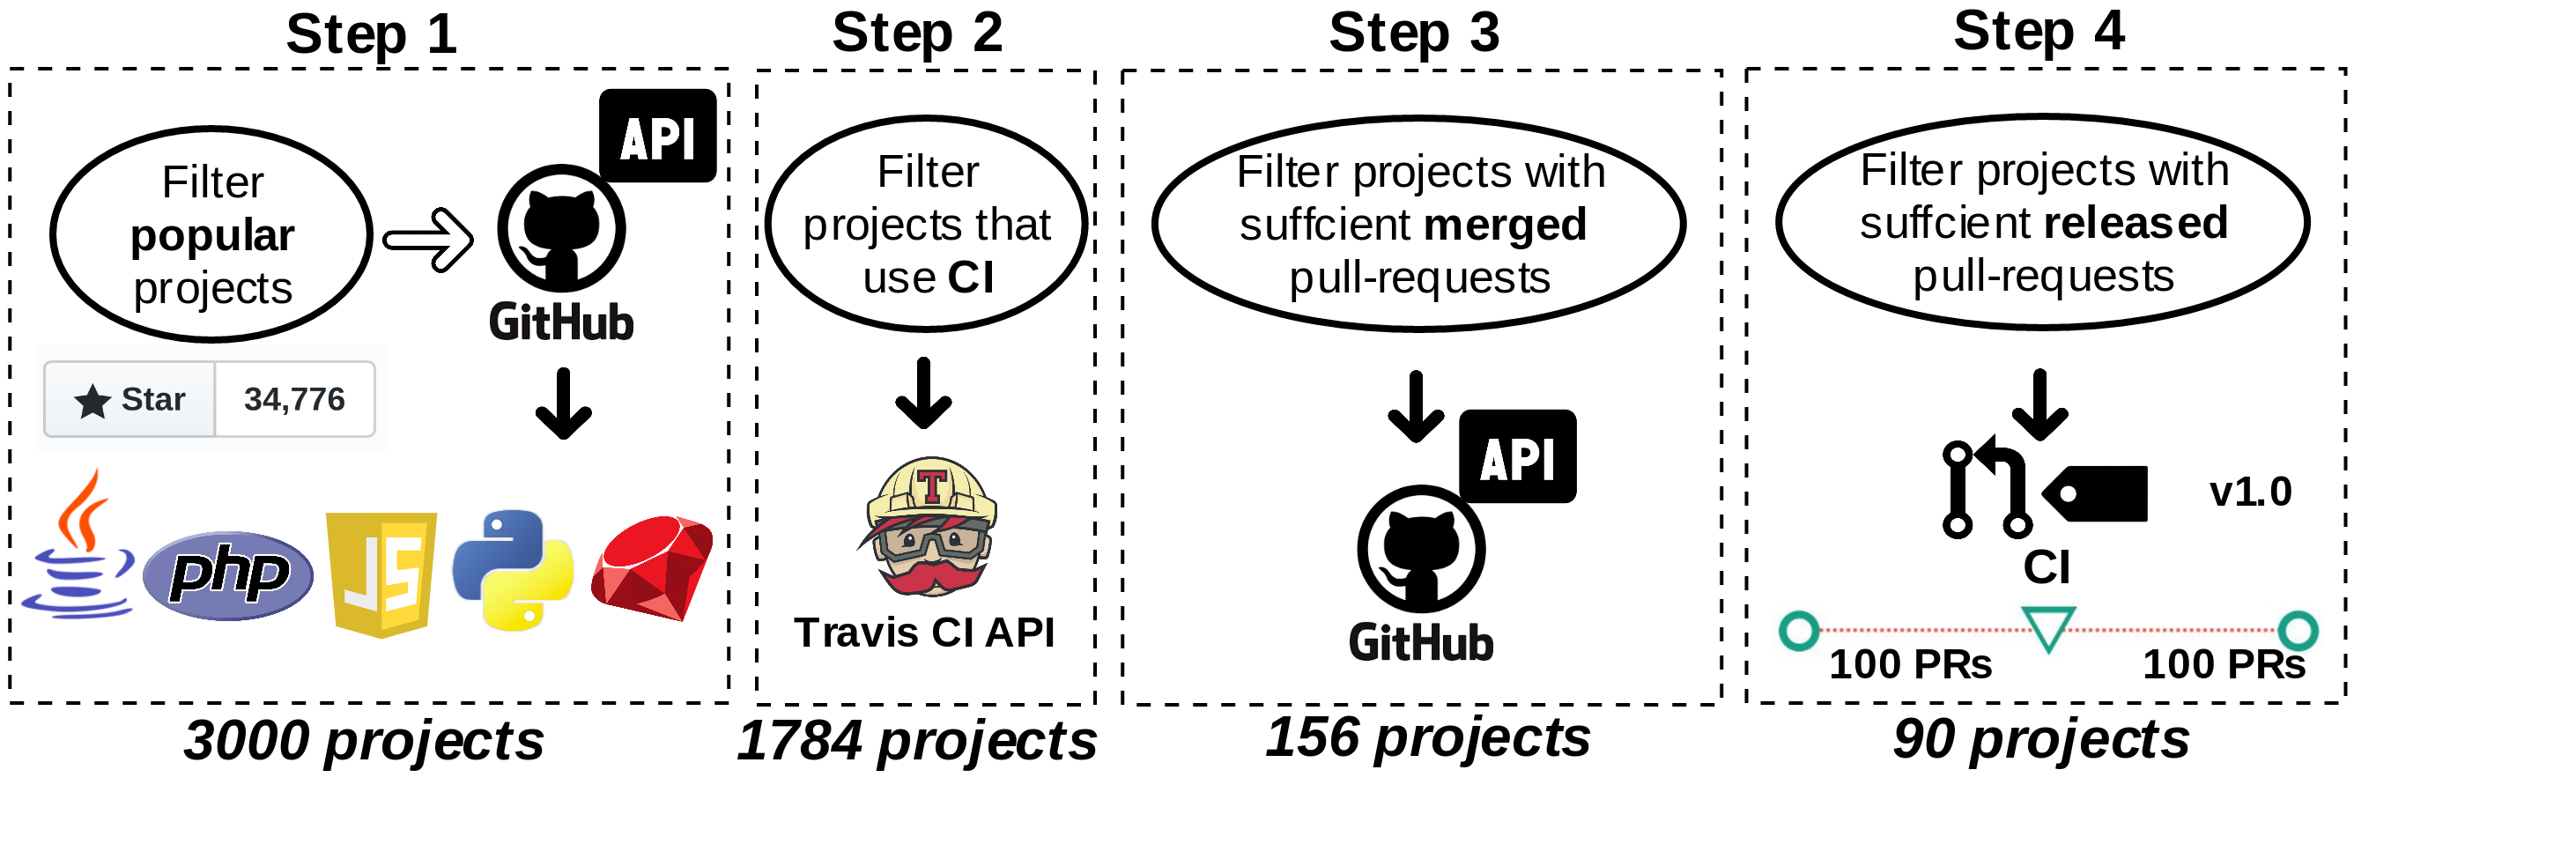 Step 1
API
Filter
popular
projects
GitHub
Star 34,776
php
JS
3000 projects
Step 2
Filter
projects that
use CI
T
Travis CI API
1784 projects
Step 3
Filter projects with
suffcient merged
pull-requests
API
GitHub
156 projects
Step 4
Filter projects with
suffcient released
pull-requests
v1.0
CI
100 PRs 100 PRs
90 projects